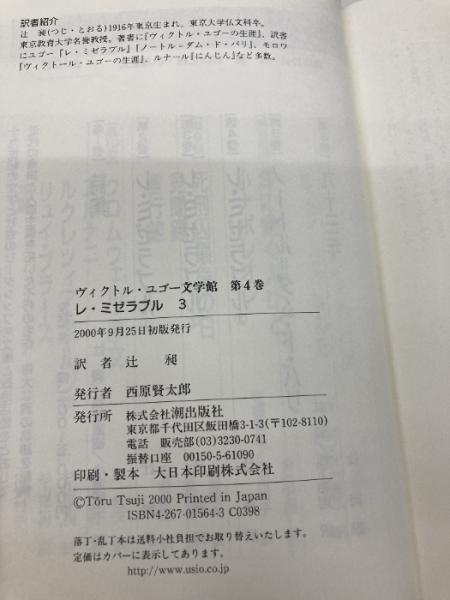 訳者紹介
辻 昶(つじ・とおる)1916年東京生まれ。東京大学仏文科卒。
東京教育大学名誉教授。著書に『ヴィクトル・ユゴーの生涯』、訳書
にユゴー『レ・ミゼラブル』『ノートル=ダム・ド・パリ』、モロワ
『ヴィクトール・ユゴーの生涯』、ルナール『にんじん』など多数。
ヴィクトル・ユゴー文学館 第4巻
レ・ミゼラブル 3
2000年9月25日初版発行
訳 者 辻 昶
発行者 西原賢太郎
発行所 株式会社潮出版社
東京都千代田区飯田橋3-1-3(〒102-8110)
電話 販売部(03)3230-0741
振替口座 00150-5-61090
印刷・製本 大日本印刷株式会社
©Tōru Tsuji 2000 Printed in Japan
ISBN4-267-01564-3 C0398
落丁・乱丁本は送料小社負担でお取り替えいたします。
定価はカバーに表示してあります。
http://www.usio.co.jp